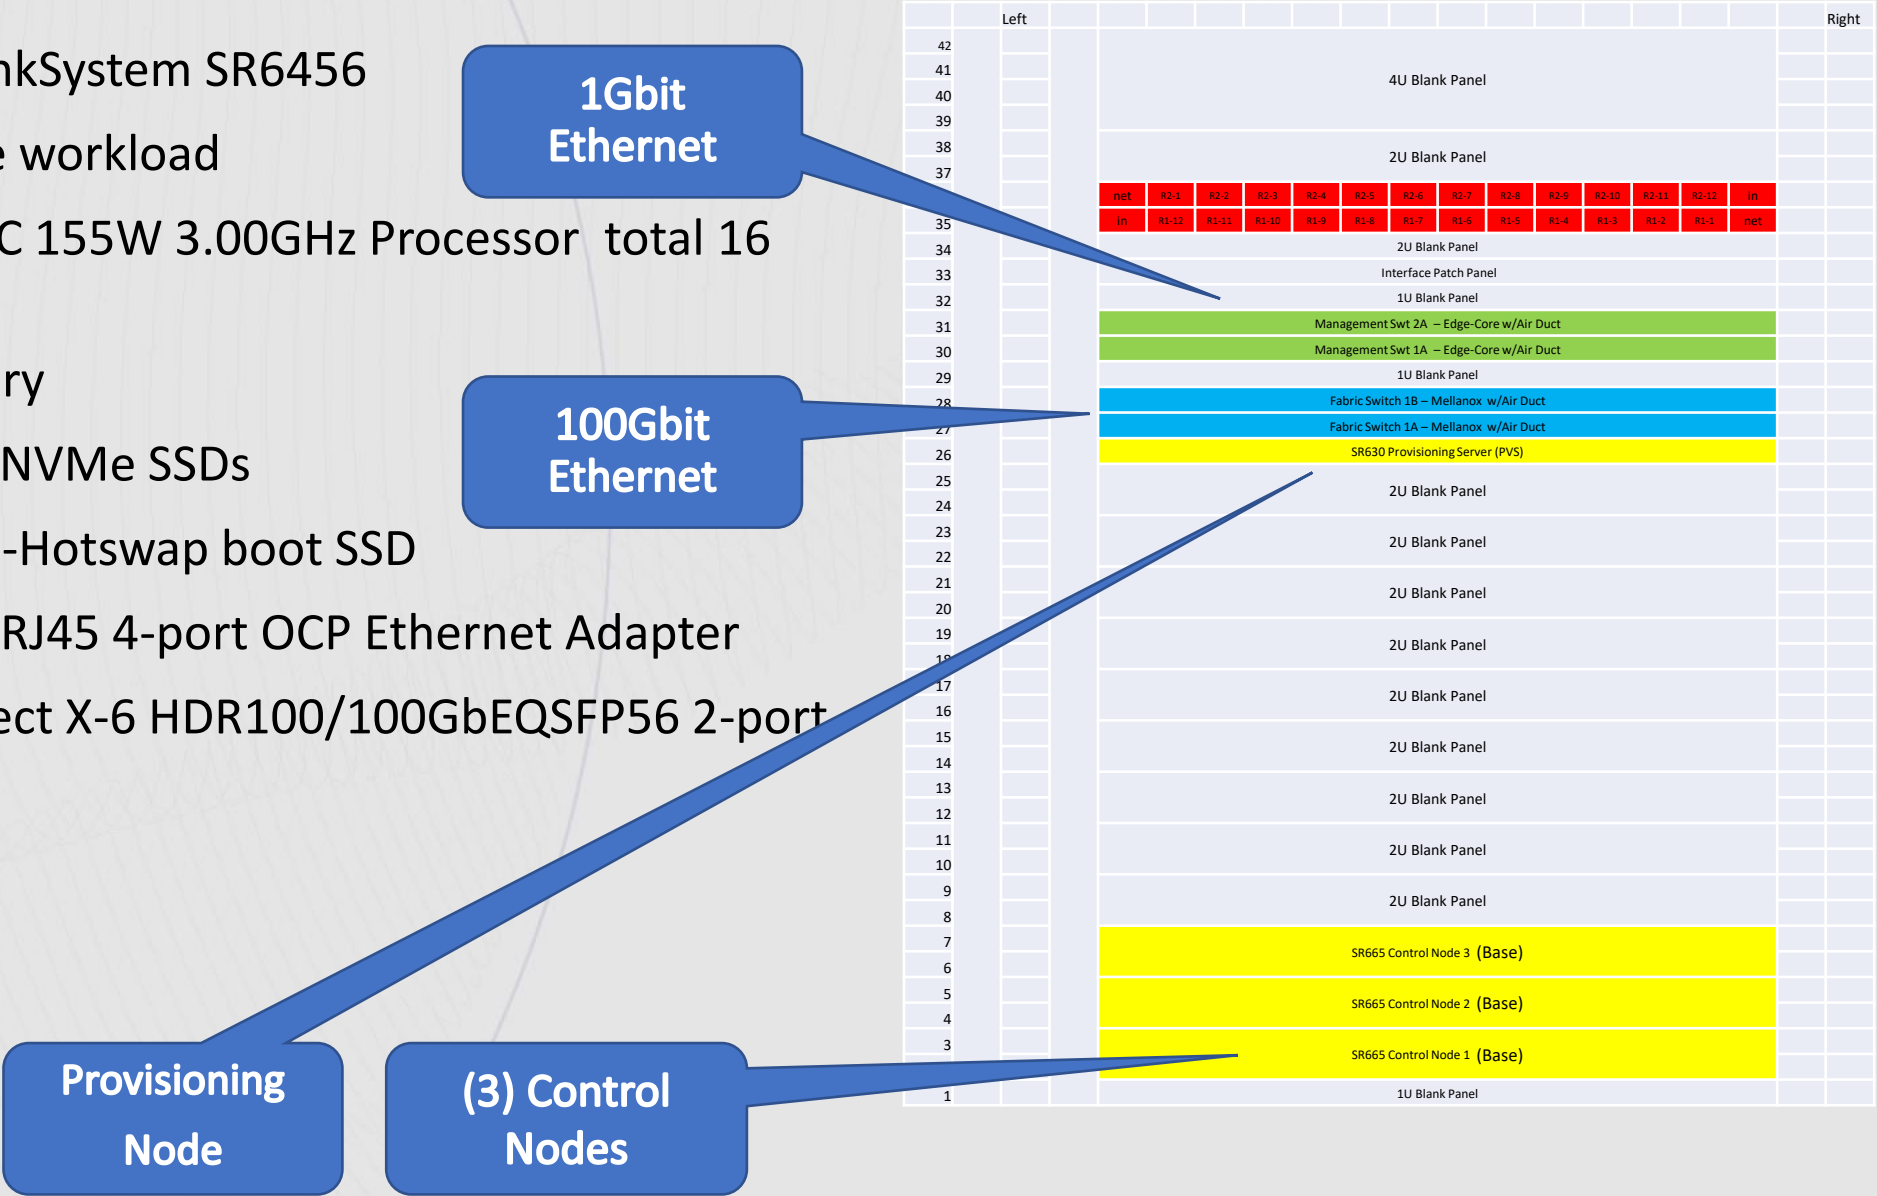 nkSystem SR6456
e workload
C 155W 3.00GHz Processor total 16
ry
NVMe SSDs
-Hotswap boot SSD
RJ45 4-port OCP Ethernet Adapter
ect X-6 HDR100/100GbEQSFP56 2-port
1Gbit
Ethernet
100Gbit
Ethernet
Provisioning
Node
(3) Control
Nodes
Left Right
42
41
4U Blank Panel
40
39
38
2U Blank Panel
37
net R2-1 R2-2 R2-3 R2-4 R2-5 R2-6 R2-7 R2-8 R2-9 R2-10 R2-11 R2-12 in
35 in R1-12 R1-11 R1-10 R1-9 R1-8 R1-7 R1-6 R1-5 R1-4 R1-3 R1-2 R1-1 net
34 2U Blank Panel
33 Interface Patch Panel
32 1U Blank Panel
31 Management Swt 2A – Edge-Core w/Air Duct
30 Management Swt 1A – Edge-Core w/Air Duct
29 1U Blank Panel
28 Fabric Switch 1B – Mellanox w/Air Duct
27 Fabric Switch 1A – Mellanox w/Air Duct
26 SR630 Provisioning Server (PVS)
25
2U Blank Panel
24
23
2U Blank Panel
22
21
2U Blank Panel
20
19
2U Blank Panel
18
17
2U Blank Panel
16
15
2U Blank Panel
14
13
2U Blank Panel
12
11
2U Blank Panel
10
9
2U Blank Panel
8
7
SR665 Control Node 3 (Base)
6
5
SR665 Control Node 2 (Base)
4
3
SR665 Control Node 1 (Base)
1 1U Blank Panel